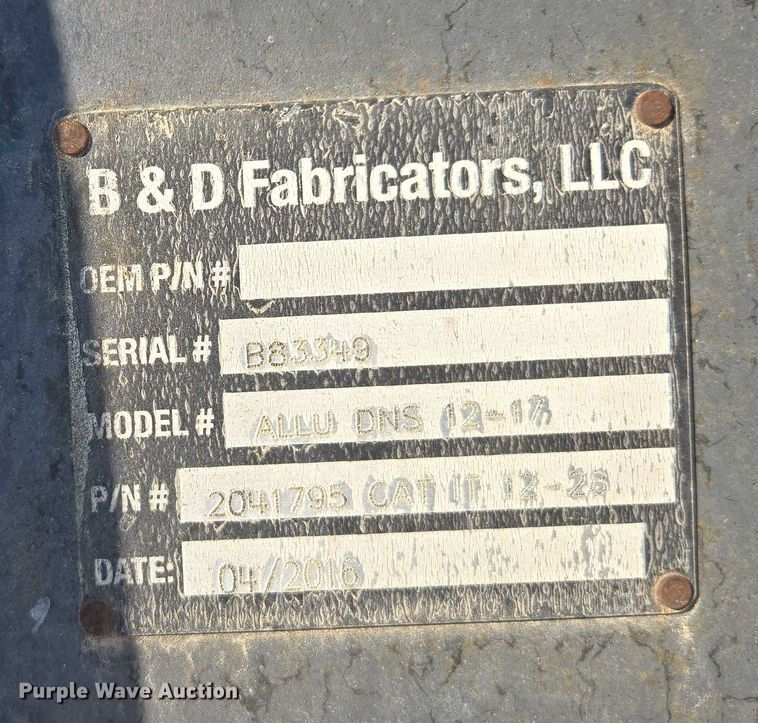 B & D Fabricators, LLC
OEM P/N #
SERIAL # B83349
MODEL # ALLU DNS 12-17
P/N # 2041795 CAT IT 12-25
DATE: 04/2016
Purple Wave Auction